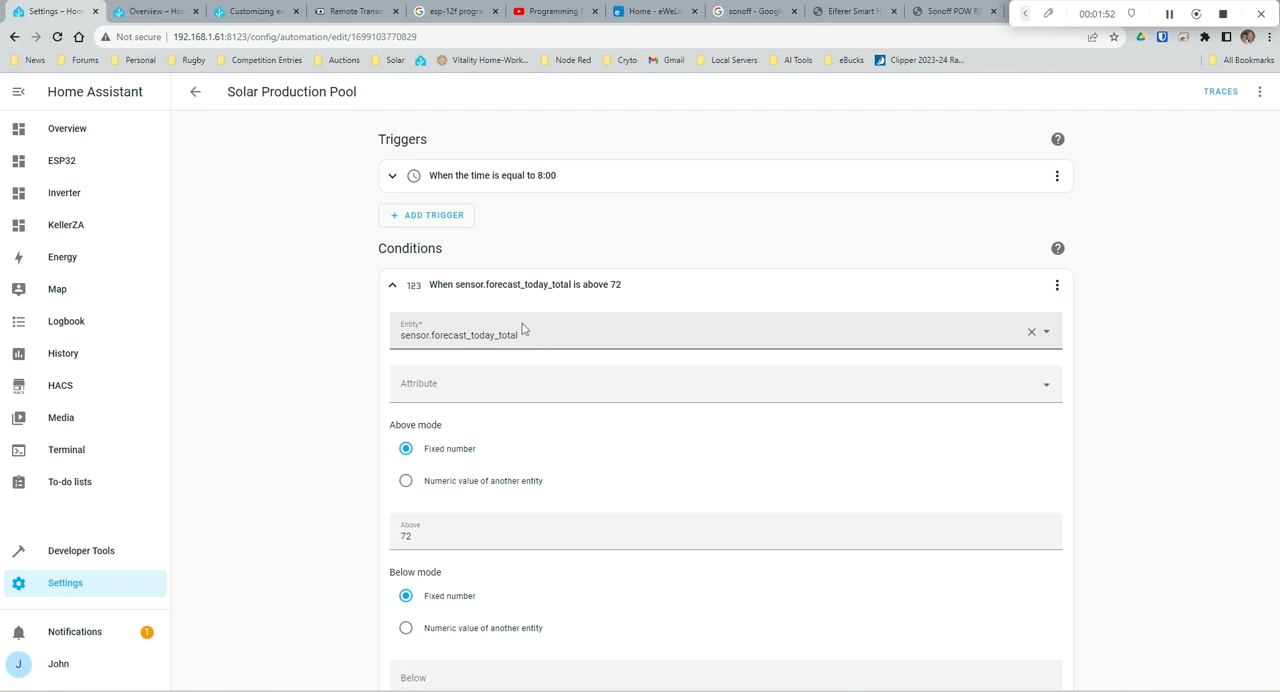 Settings – Hom
Overview – Hom
Customizing en
Remote Transm
esp-12f progra
Programming E
Home - eWeLin
sonoff - Google
Eiferer Smart H
Sonoff POW R3
00:01:52
Not secure
192.168.1.61:8123/config/automation/edit/1699103770829
News
Forums
Personal
Rugby
Competition Entries
Auctions
Solar
Vitality Home-Work...
Node Red
Cryto
Gmail
Local Servers
AI Tools
eBucks
Clipper 2023-24 Ra...
All Bookmarks
Home Assistant
Solar Production Pool
TRACES
Overview
ESP32
Inverter
KellerZA
Energy
Map
Logbook
History
HACS
Media
Terminal
To-do lists
Developer Tools
Settings
Notifications
1
J
John
Triggers
When the time is equal to 8:00
+ ADD TRIGGER
Conditions
123
When sensor.forecast_today_total is above 72
Entity*
sensor.forecast_today_total
Attribute
Above mode
Fixed number
Numeric value of another entity
Above
72
Below mode
Fixed number
Numeric value of another entity
Below